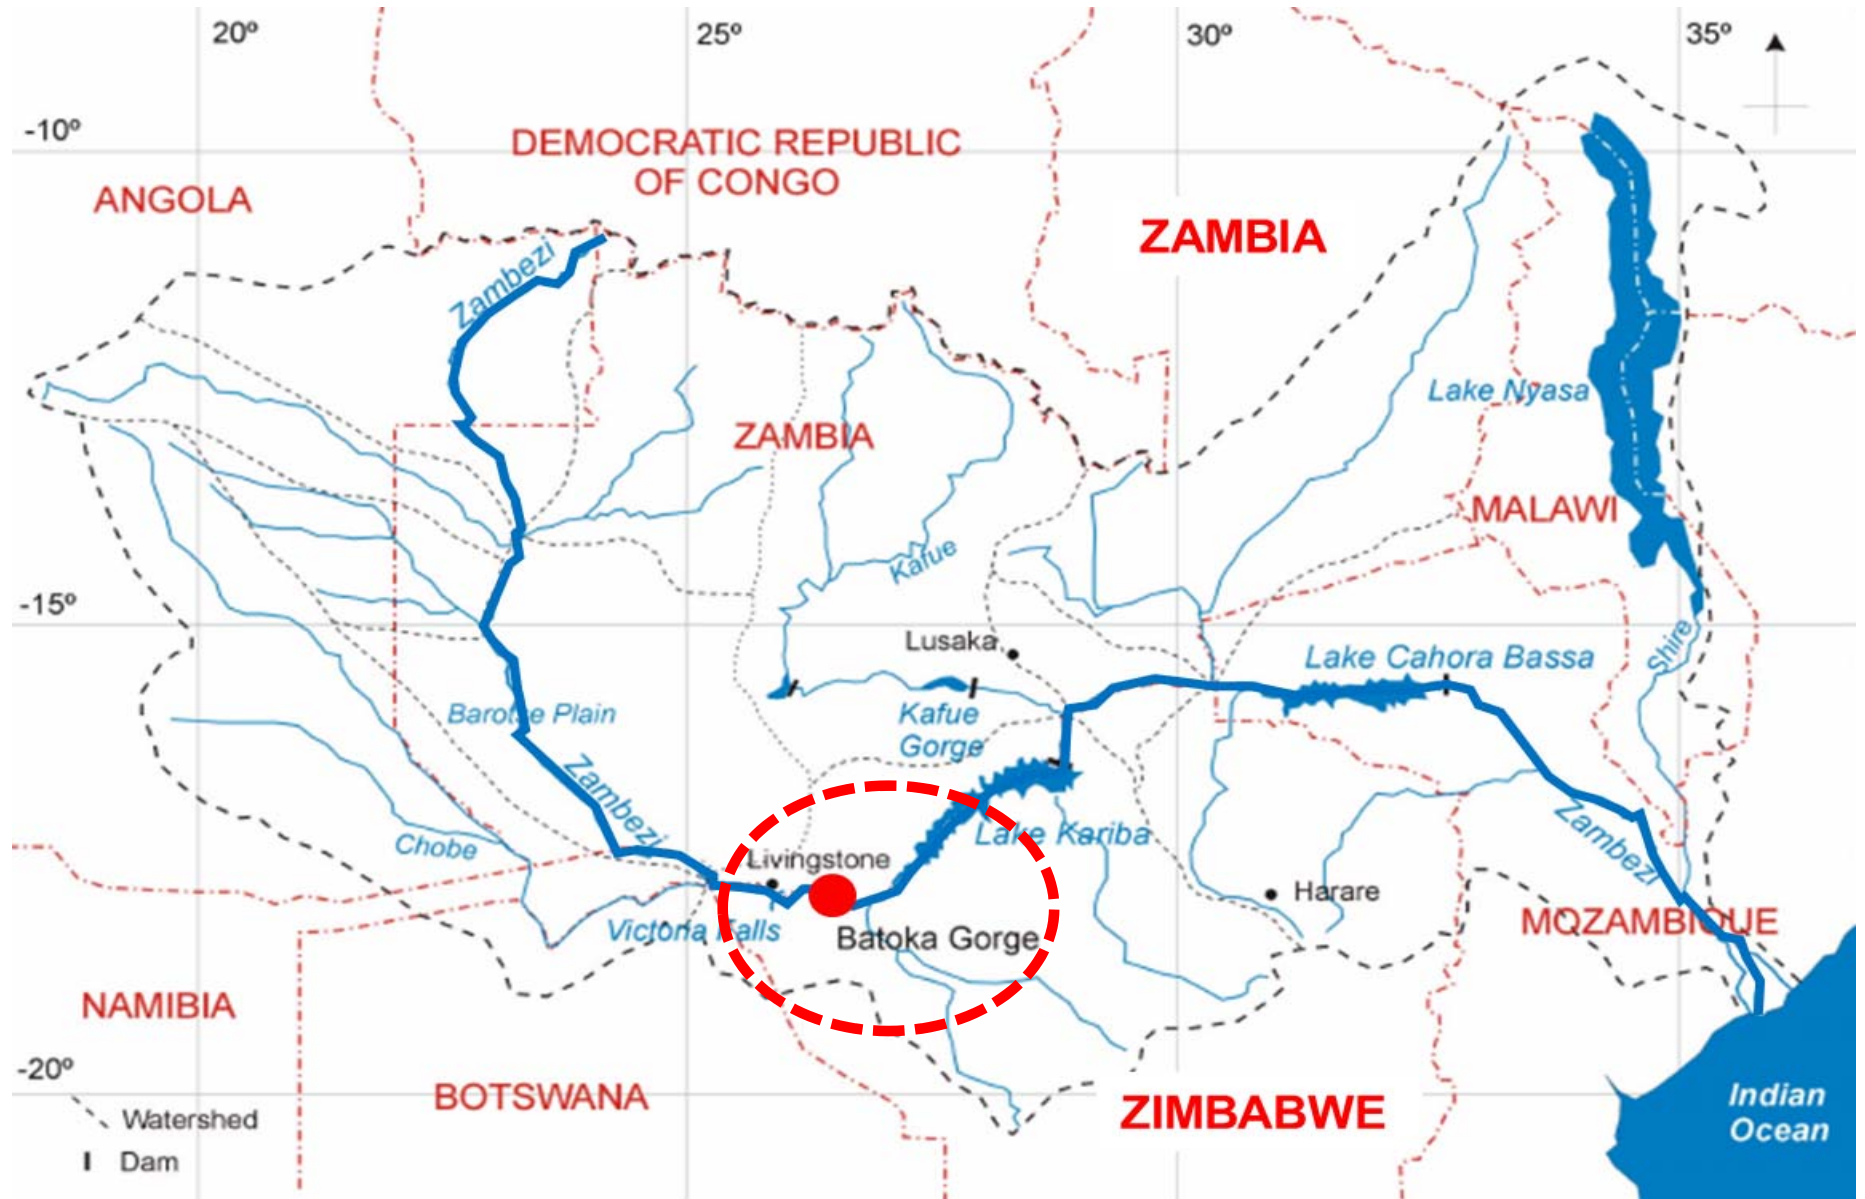 20º
25º
30º
35º
-10º
DEMOCRATIC REPUBLIC
OF CONGO
ANGOLA
ZAMBIA
Zambezi
Lake Nyasa
ZAMBIA
MALAWI
Kafue
-15º
Lusaka
Lake Cahora Bassa
Shire
Barotse Plain
Kafue
Gorge
Zambezi
Zambezi
Lake Kariba
Chobe
Livingstone
Harare
Victoria Falls
Batoka Gorge
MOZAMBIQUE
NAMIBIA
-20º
BOTSWANA
ZIMBABWE
Indian
Ocean
Watershed
Dam